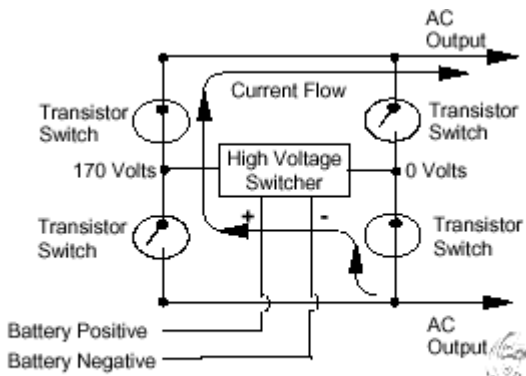 AC
Output
Current Flow
Transistor
Switch
Transistor
Switch
170 Volts
High Voltage
Switcher
0 Volts
Transistor
Switch
+
-
Transistor
Switch
Battery Positive
Battery Negative
AC
Output